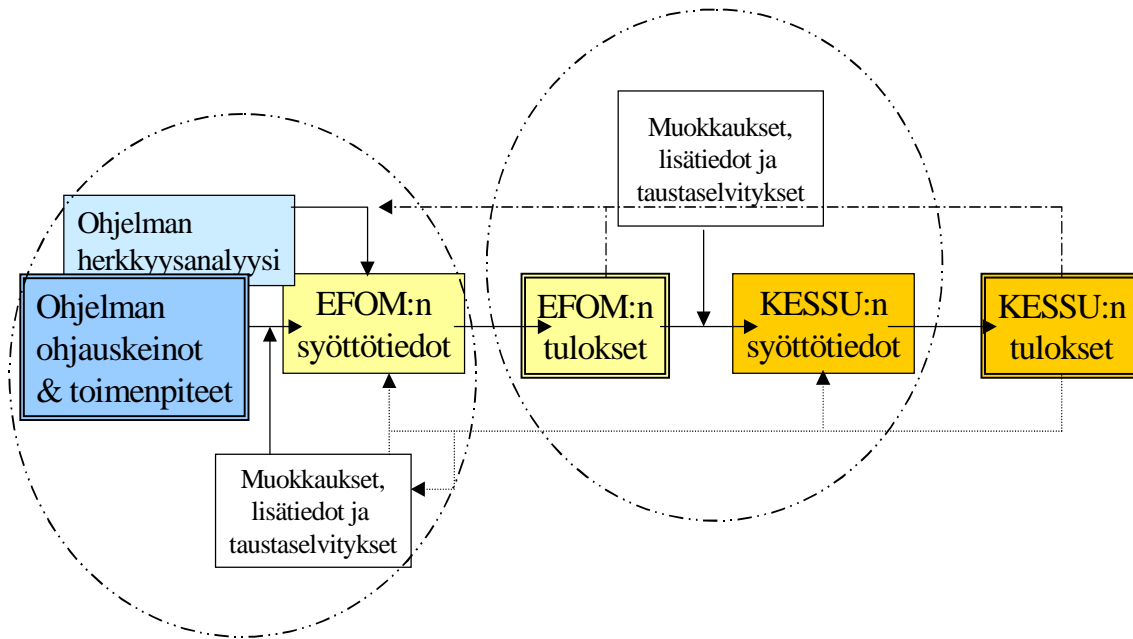 Muokkaukset,
lisätiedot ja
taustaselvitykset
Ohjelman
herkkyysanalyysi
Ohjelman
ohjauskeinot
& toimenpiteet
EFOM:n
syöttötiedot
EFOM:n
tulokset
KESSU:n
syöttötiedot
KESSU:n
tulokset
Muokkaukset,
lisätiedot ja
taustaselvitykset